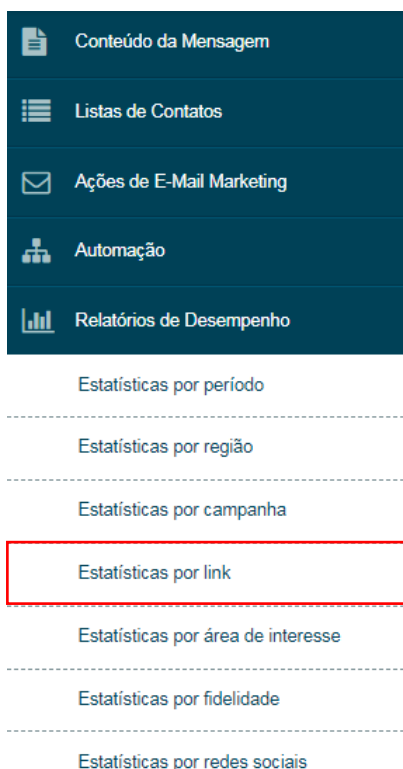 Conteúdo da Mensagem
Listas de Contatos
Ações de E-Mail Marketing
Automação
Relatórios de Desempenho
Estatísticas por período
Estatísticas por região
Estatísticas por campanha
Estatísticas por link
Estatísticas por área de interesse
Estatísticas por fidelidade
Estatísticas por redes sociais